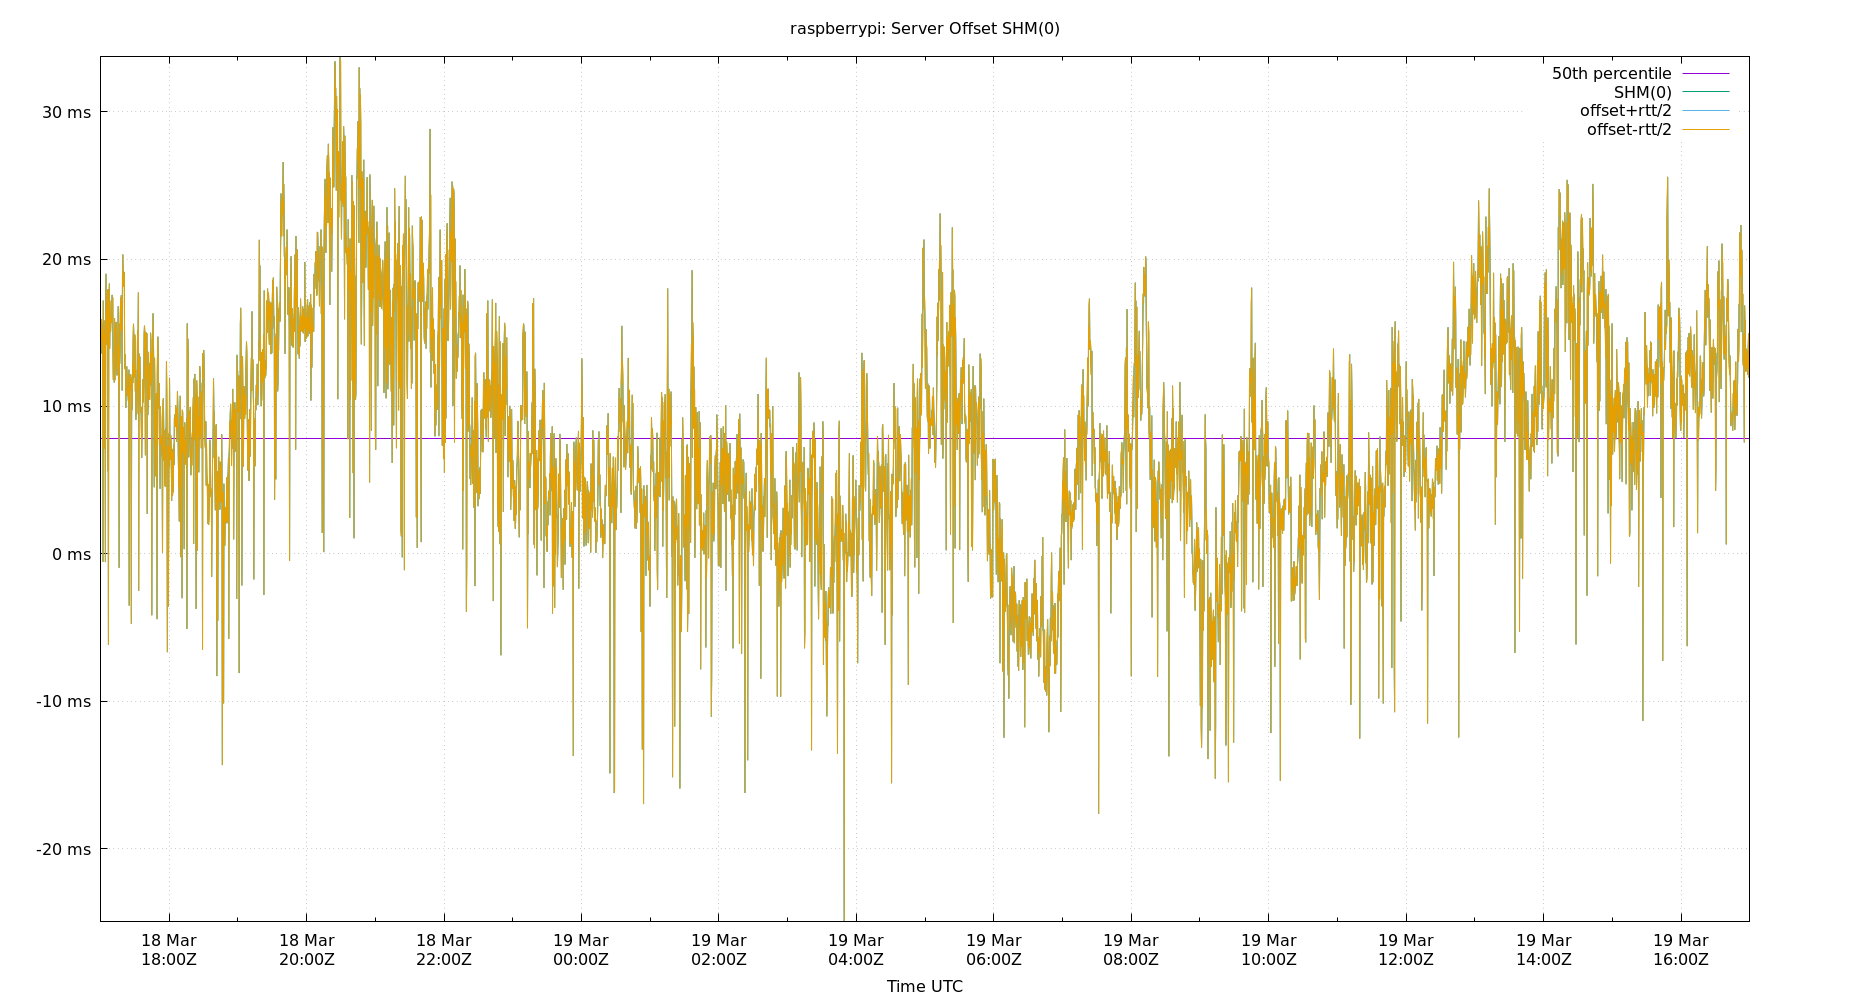 raspberrypi: Server Offset SHM(0)
50th percentile
SHM(0)
offset+rtt/2
offset-rtt/2
30 ms
20 ms
10 ms
0 ms
-10 ms
-20 ms
18 Mar 18 Mar 18 Mar 19 Mar 19 Mar 19 Mar 19 Mar 19 Mar 19 Mar 19 Mar 19 Mar 19 Mar
18:00Z 20:00Z 22:00Z 00:00Z 02:00Z 04:00Z 06:00Z 08:00Z 10:00Z 12:00Z 14:00Z 16:00Z
Time UTC